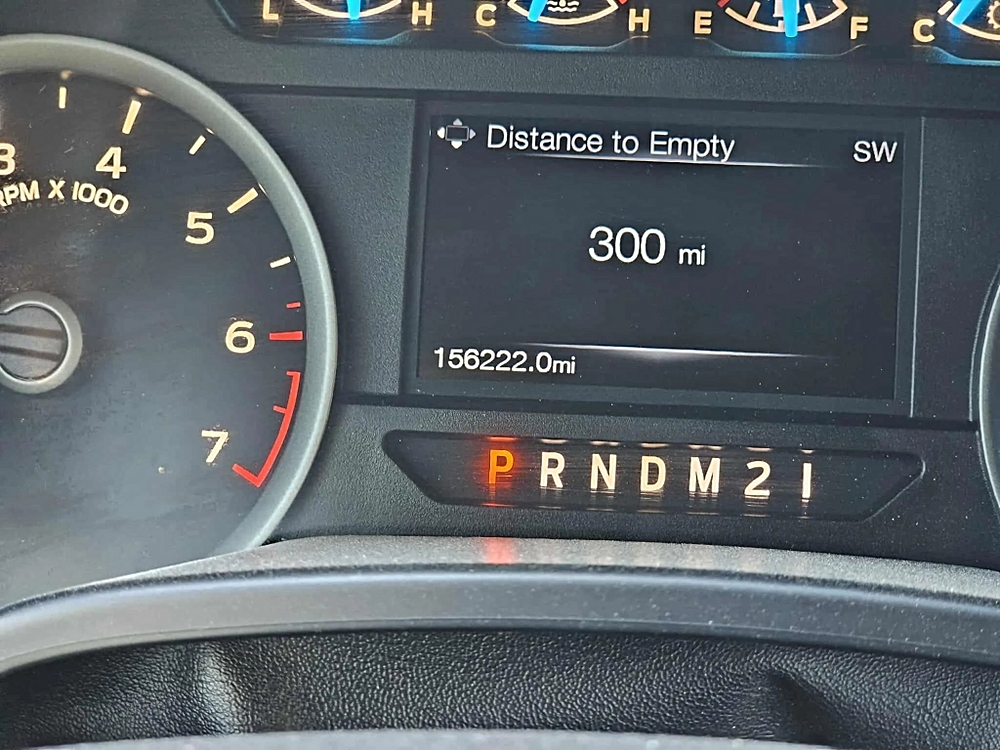 L H C H E F C
3 4 5 6 7
RPM X 1000
Distance to Empty SW
300 mi
156222.0mi
P R N D M 2 1